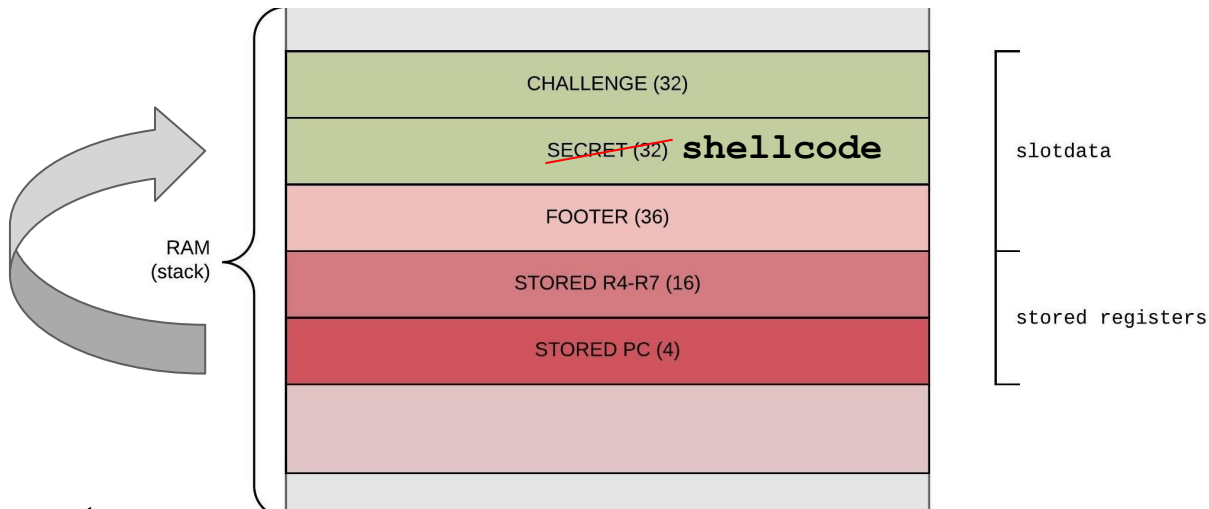 CHALLENGE (32)
SECRET (32) shellcode
slotdata
FOOTER (36)
RAM
(stack)
STORED R4-R7 (16)
stored registers
STORED PC (4)